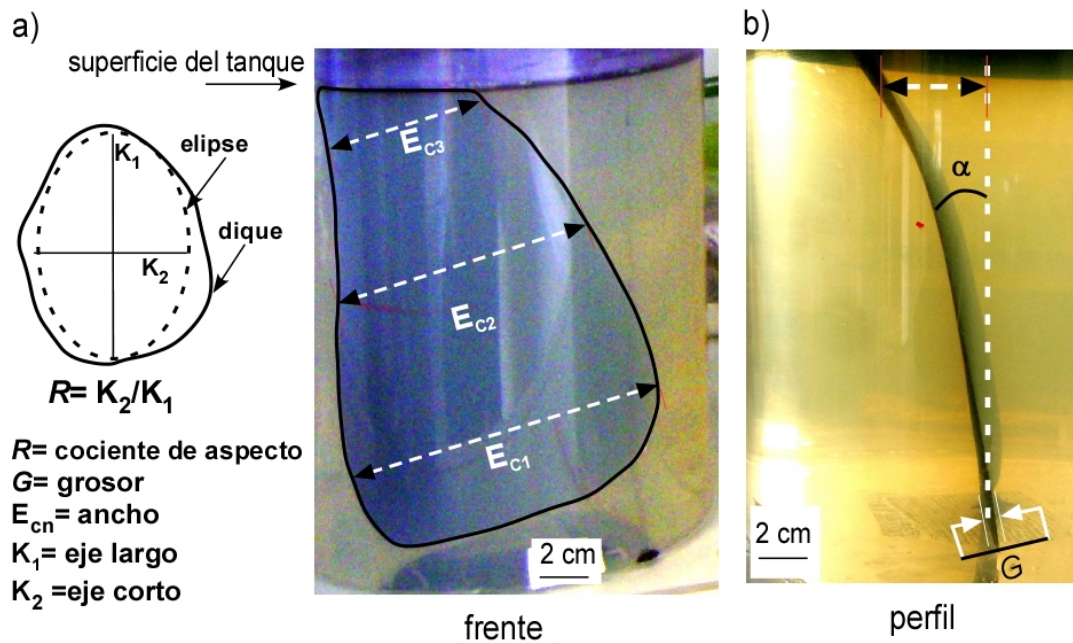 a)
superficie del tanque
K1
elipse
K2
dique
R= K2/K1
R= cociente de aspecto
G= grosor
Ecn= ancho
K1= eje largo
K2 =eje corto
EC3
EC2
EC1
2 cm
frente
b)
α
2 cm
G
perfil